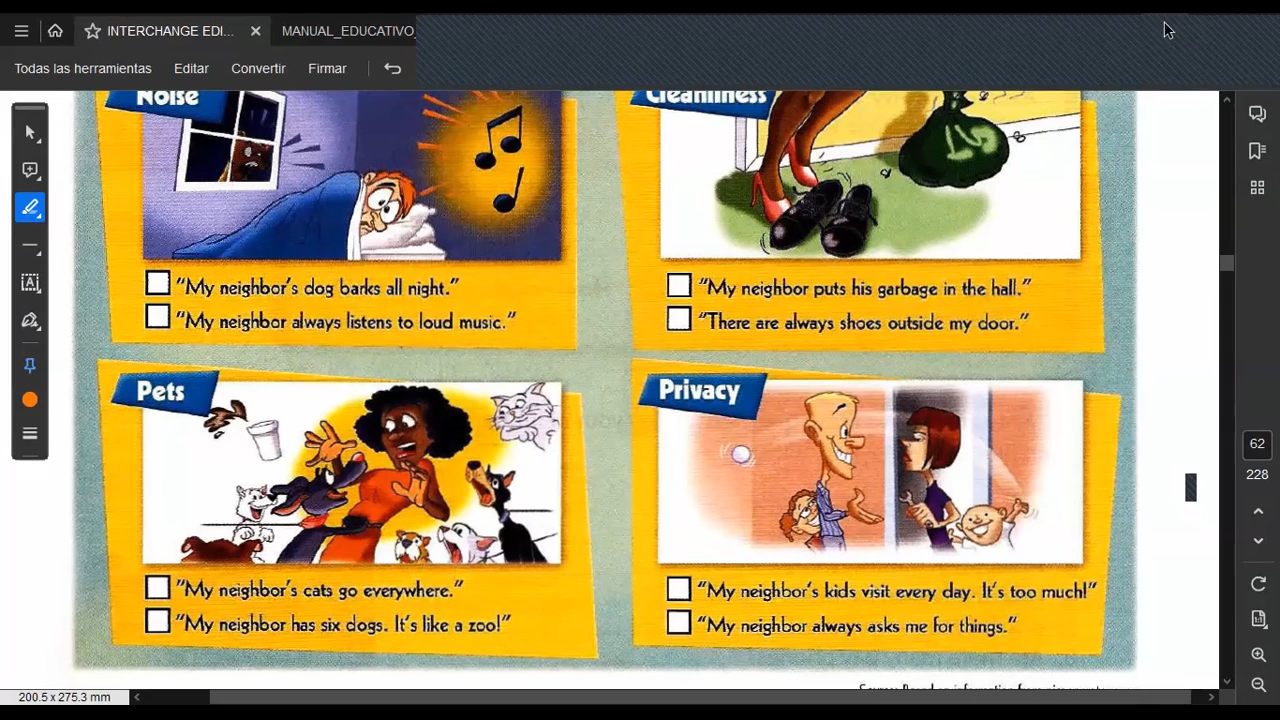 INTERCHANGE EDI...
MANUAL_EDUCATIVO_
Todas las herramientas
Editar
Convertir
Firmar
Noise
"My neighbor's dog barks all night."
"My neighbor always listens to loud music."
Cleanliness
"My neighbor puts his garbage in the hall."
"There are always shoes outside my door."
Pets
"My neighbor's cats go everywhere."
"My neighbor has six dogs. It's like a zoo!"
Privacy
"My neighbor's kids visit every day. It's too much!"
"My neighbor always asks me for things."
62
228
200.5 x 275.3 mm